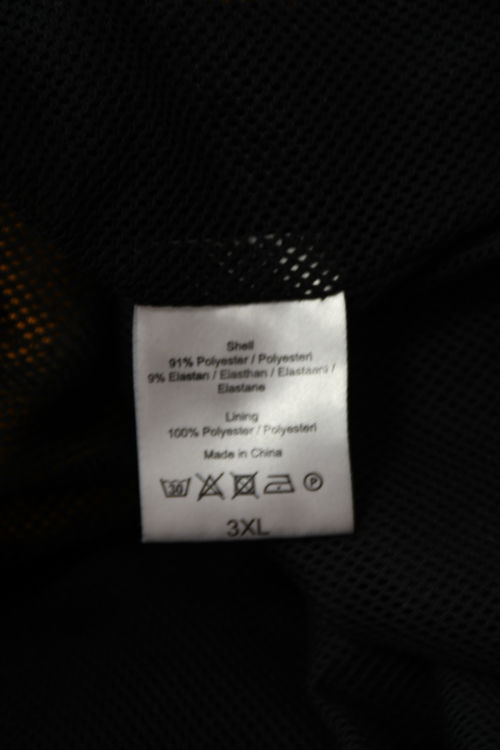 Shell
91% Polyester / Polyesteri
9% Elastan / Elasthan / Elastaani /
Elastane
Lining
100% Polyester / Polyesteri
Made in China
30 P
3XL